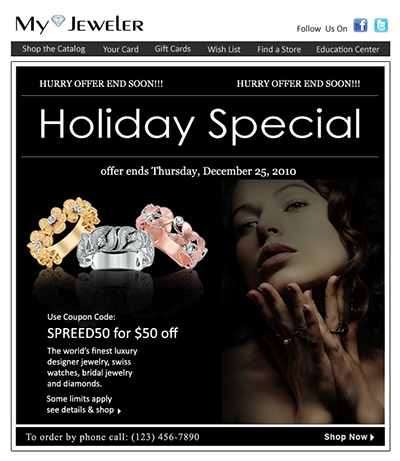 My Jeweler
Follow Us On
Shop the Catalog Your Card Gift Cards Wish List Find a Store Education Center
HURRY OFFER END SOON!!! HURRY OFFER END SOON!!!
Holiday Special
offer ends Thursday, December 25, 2010
Use Coupon Code:
SPREED50 for $50 off
The world's finest luxury
designer jewelry, swiss
watches, bridal jewelry
and diamonds.
Some limits apply
see details & shop
To order by phone call: (123) 456-7890 Shop Now